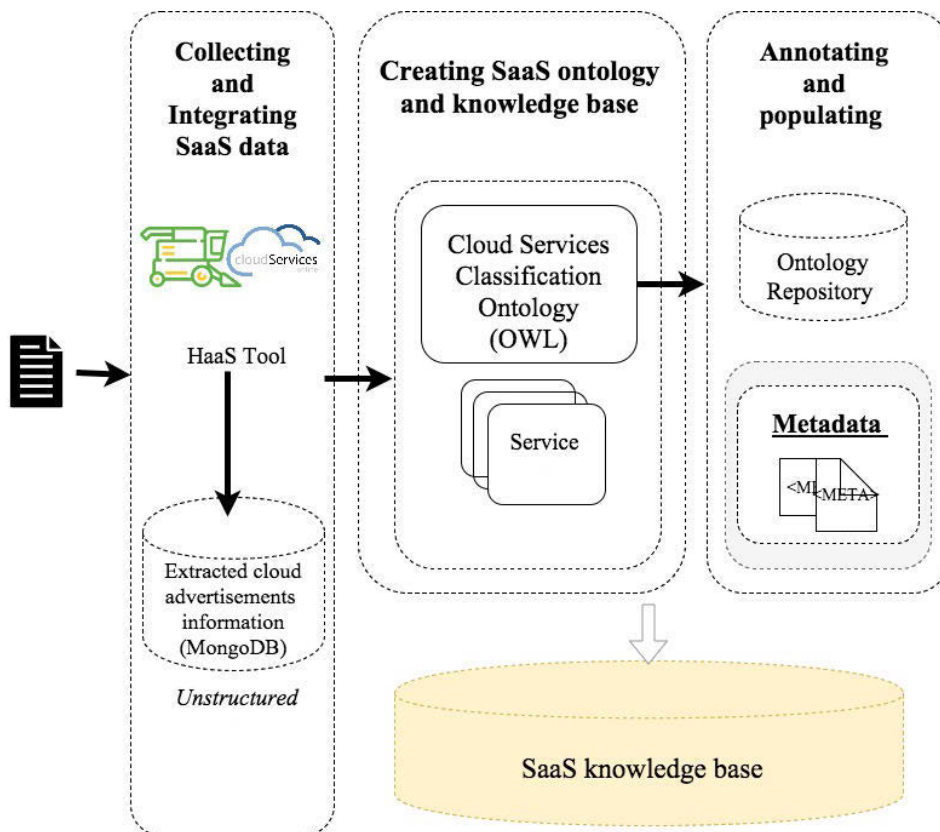 Collecting
and
Integrating
SaaS data
cloudServices
online
HaaS Tool
Extracted cloud
advertisements
information
(MongoDB)
Unstructured
Creating SaaS ontology
and knowledge base
Cloud Services
Classification
Ontology
(OWL)
Service
Annotating
and
populating
Ontology
Repository
Metadata
<META>
SaaS knowledge base